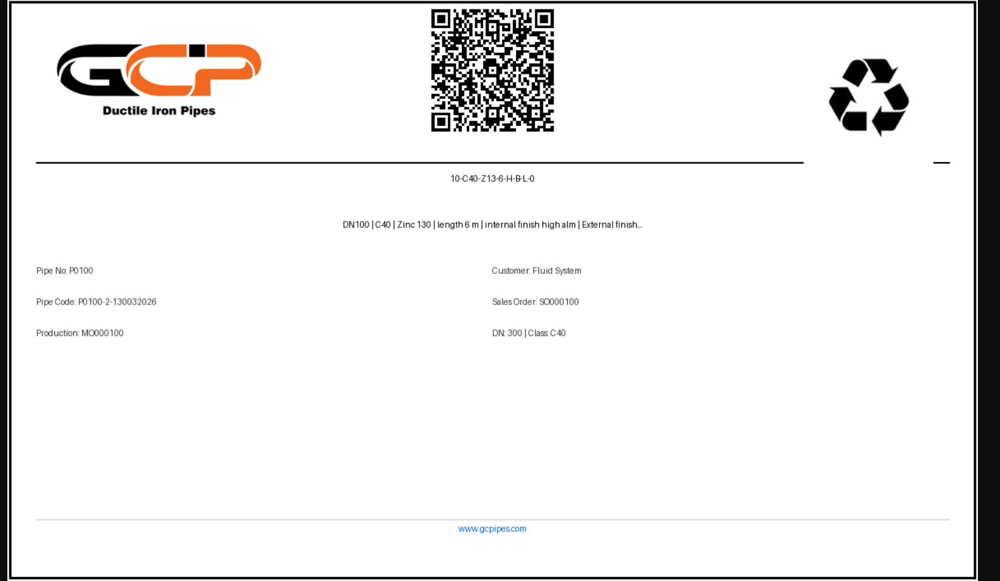 GCP
Ductile Iron Pipes
10-C40-Z13-6-H-B-L-0
DN100 | C40 | Zinc 130 | length 6 m | internal finish high alm | External finish...
Pipe No: P0100
Customer: Fluid System
Pipe Code: P0100-2-130032026
Sales Order: SO000100
Production: MO000100
DN: 300 | Class: C40
www.gcpipes.com